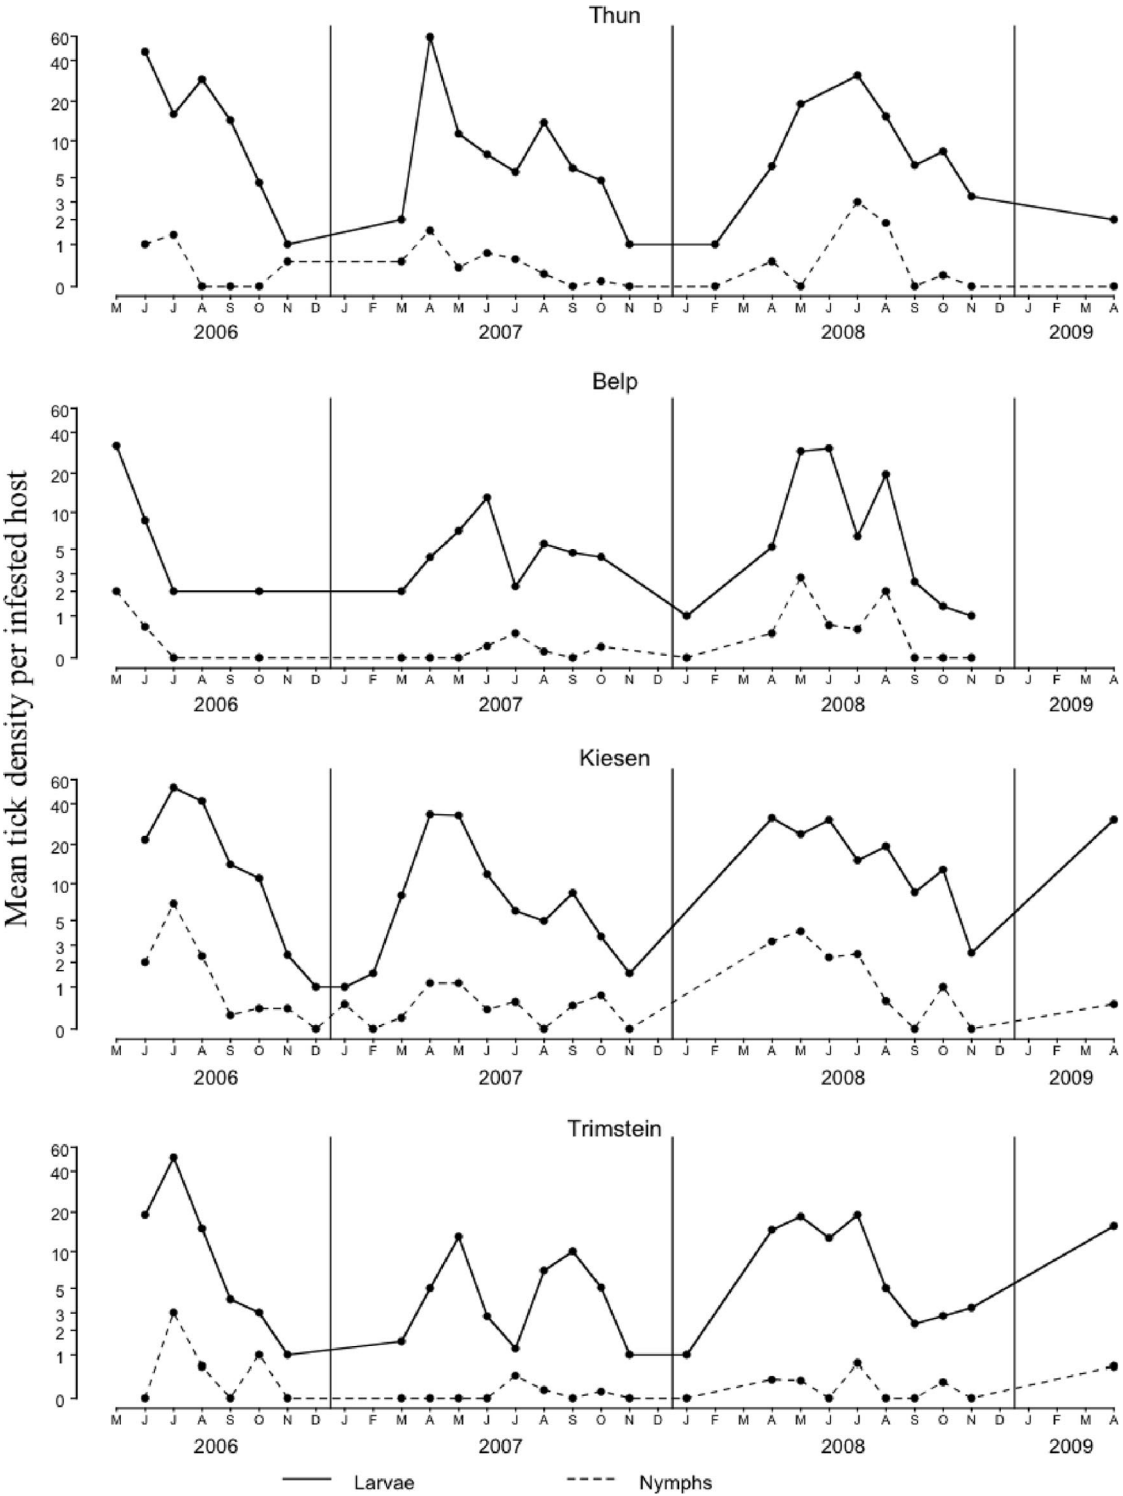 Thun
60
40
20
10
5
3
2
1
0
M J J A S O N D J F M A M J J A S O N D J F M A M J J A S O N D J F M A
2006 2007 2008 2009
Belp
60
40
20
10
5
3
2
1
0
M J J A S O N D J F M A M J J A S O N D J F M A M J J A S O N D J F M A
2006 2007 2008 2009
Mean tick density per infested host
Kiesen
60
40
20
10
5
3
2
1
0
M J J A S O N D J F M A M J J A S O N D J F M A M J J A S O N D J F M A
2006 2007 2008 2009
Trimstein
60
40
20
10
5
3
2
1
0
M J J A S O N D J F M A M J J A S O N D J F M A M J J A S O N D J F M A
2006 2007 2008 2009
Larvae Nymphs